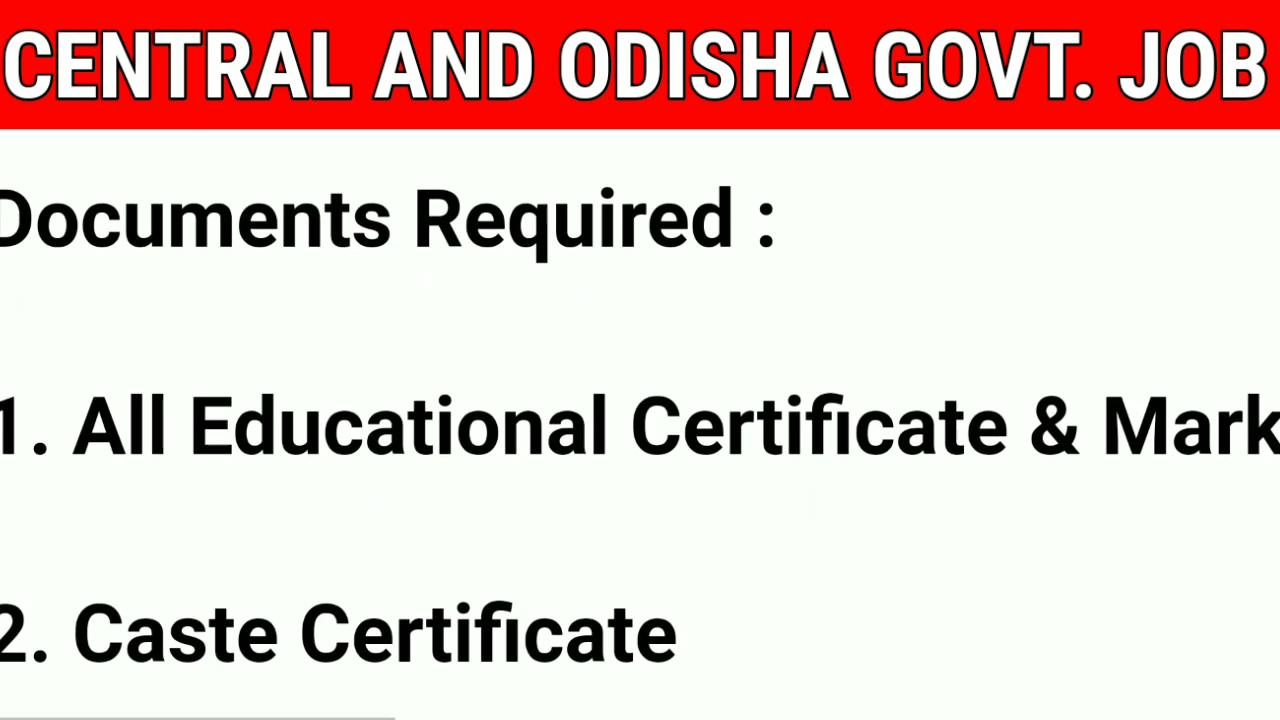 CENTRAL AND ODISHA GOVT. JOB
Documents Required :
1. All Educational Certificate & Mark
2. Caste Certificate